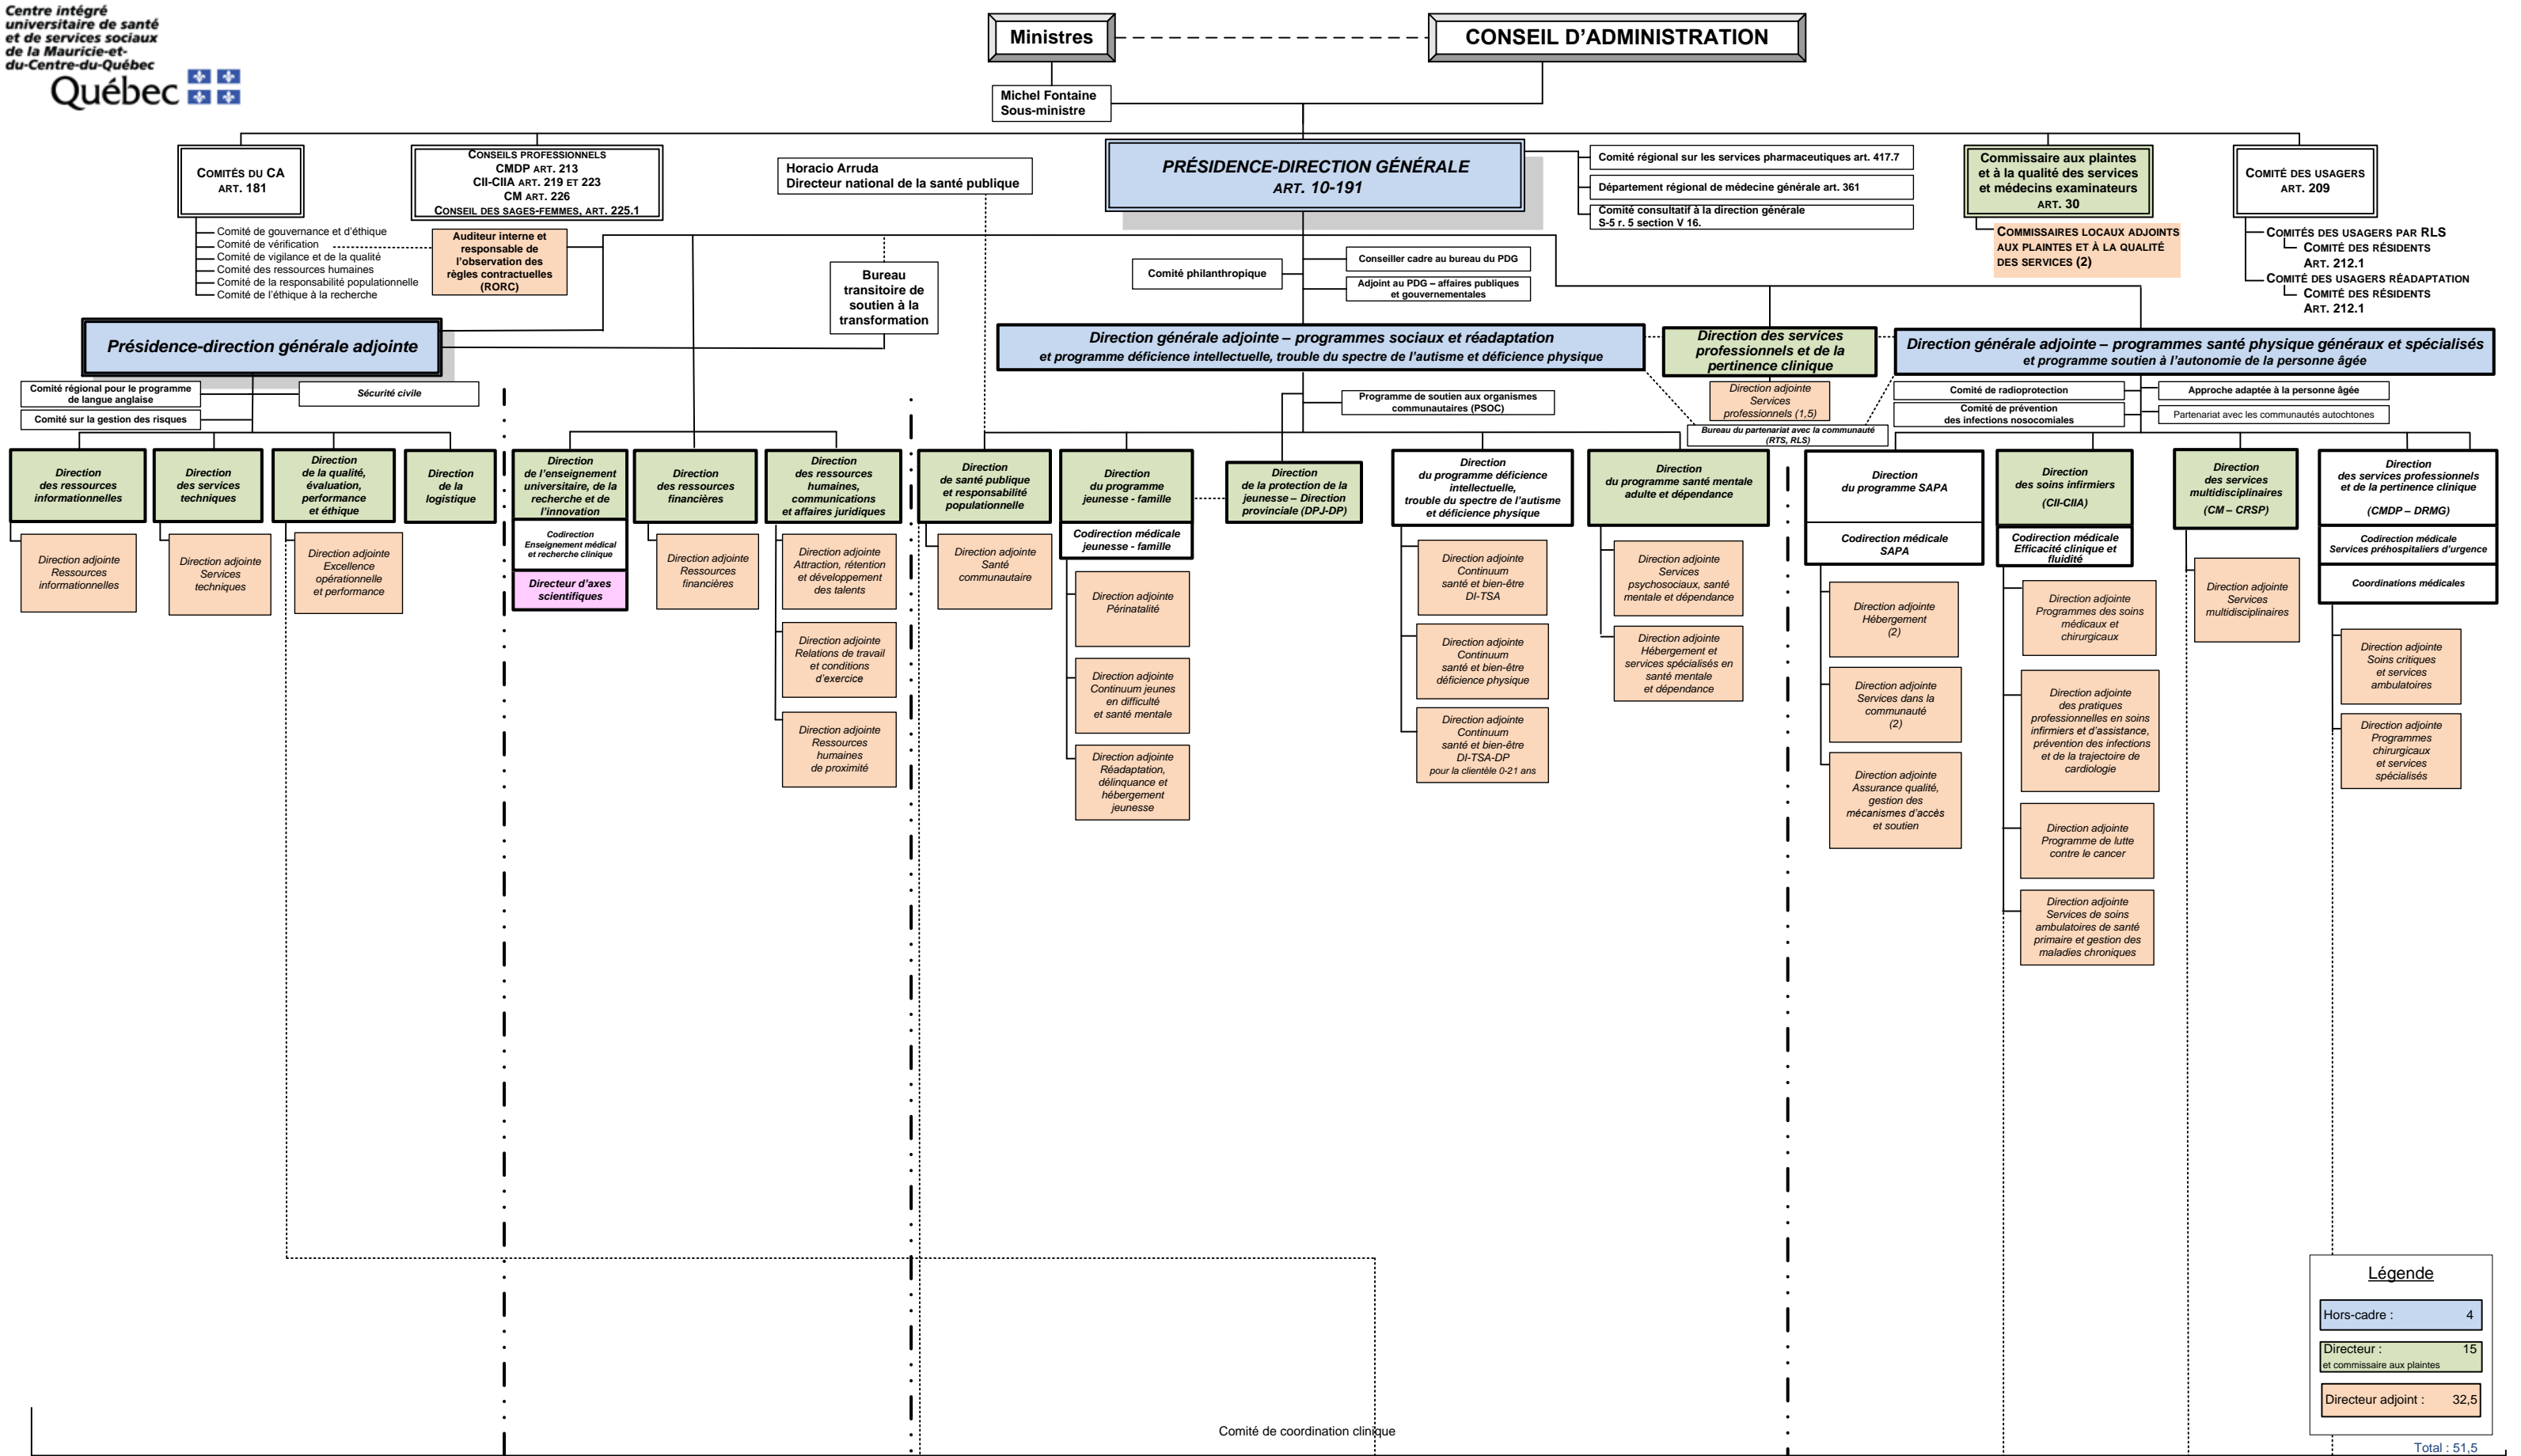 Centre intégré
universitaire de santé
et de services sociaux
de la Mauricie-et-
du-Centre-du-Québec
Québec
Ministres
CONSEIL D'ADMINISTRATION
Michel Fontaine
Sous-ministre
COMITÉS DU CA
ART. 181
Comité de gouvernance et d'éthique
Comité de vérification
Comité de vigilance et de la qualité
Comité des ressources humaines
Comité de la responsabilité populationnelle
Comité de l'éthique à la recherche
CONSEILS PROFESSIONNELS
CMDP ART. 213
CII-CIIA ART. 219 ET 223
CM ART. 226
CONSEIL DES SAGES-FEMMES, ART. 225.1
Auditeur interne et
responsable de
l'observation des
règles contractuelles
(RORC)
Horacio Arruda
Directeur national de la santé publique
Bureau
transitoire de
soutien à la
transformation
PRÉSIDENCE-DIRECTION GÉNÉRALE
ART. 10-191
Comité régional sur les services pharmaceutiques art. 417.7
Département régional de médecine générale art. 361
Comité consultatif à la direction générale
S-5 r. 5 section V 16.
Comité philanthropique
Conseiller cadre au bureau du PDG
Adjoint au PDG – affaires publiques
et gouvernementales
Commissaire aux plaintes
et à la qualité des services
et médecins examinateurs
ART. 30
COMMISSAIRES LOCAUX ADJOINTS
AUX PLAINTES ET À LA QUALITÉ
DES SERVICES (2)
COMITÉ DES USAGERS
ART. 209
COMITÉS DES USAGERS PAR RLS
COMITÉ DES RÉSIDENTS
ART. 212.1
COMITÉ DES USAGERS RÉADAPTATION
COMITÉ DES RÉSIDENTS
ART. 212.1
Présidence-direction générale adjointe
Comité régional pour le programme
de langue anglaise
Sécurité civile
Comité sur la gestion des risques
Direction générale adjointe – programmes sociaux et réadaptation
et programme déficience intellectuelle, trouble du spectre de l'autisme et déficience physique
Programme de soutien aux organismes
communautaires (PSOC)
Direction des services
professionnels et de la
pertinence clinique
Direction adjointe
Services
professionnels (1,5)
Bureau du partenariat avec la communauté
(RTS, RLS)
Direction générale adjointe – programmes santé physique généraux et spécialisés
et programme soutien à l'autonomie de la personne âgée
Comité de radioprotection
Approche adaptée à la personne âgée
Comité de prévention
des infections nosocomiales
Partenariat avec les communautés autochtones
Direction
des ressources
informationnelles
Direction adjointe
Ressources
informationnelles
Direction
des services
techniques
Direction adjointe
Services
techniques
Direction
de la qualité,
évaluation,
performance
et éthique
Direction adjointe
Excellence
opérationnelle
et performance
Direction
de la
logistique
Direction
de l'enseignement
universitaire, de la
recherche et de
l'innovation
Codirection
Enseignement médical
et recherche clinique
Directeur d'axes
scientifiques
Direction
des ressources
financières
Direction adjointe
Ressources
financières
Direction
des ressources
humaines,
communications
et affaires juridiques
Direction adjointe
Attraction, rétention
et développement
des talents
Direction adjointe
Relations de travail
et conditions
d'exercice
Direction adjointe
Ressources
humaines
de proximité
Direction
de santé publique
et responsabilité
populationnelle
Direction adjointe
Santé
communautaire
Direction
du programme
jeunesse - famille
Codirection médicale
jeunesse - famille
Direction adjointe
Périnatalité
Direction adjointe
Continuum jeunes
en difficulté
et santé mentale
Direction adjointe
Réadaptation,
délinquance et
hébergement
jeunesse
Direction
de la protection de la
jeunesse – Direction
provinciale (DPJ-DP)
Direction
du programme déficience
intellectuelle,
trouble du spectre de l'autisme
et déficience physique
Direction adjointe
Continuum
santé et bien-être
DI-TSA
Direction adjointe
Continuum
santé et bien-être
déficience physique
Direction adjointe
Continuum
santé et bien-être
DI-TSA-DP
pour la clientèle 0-21 ans
Direction
du programme santé mentale
adulte et dépendance
Direction adjointe
Services
psychosociaux, santé
mentale et dépendance
Direction adjointe
Hébergement et
services spécialisés en
santé mentale
et dépendance
Direction
du programme SAPA
Codirection médicale
SAPA
Direction adjointe
Hébergement
(2)
Direction adjointe
Services dans la
communauté
(2)
Direction adjointe
Assurance qualité,
gestion des
mécanismes d'accès
et soutien
Direction
des soins infirmiers
(CII-CIIA)
Codirection médicale
Efficacité clinique et
fluidité
Direction adjointe
Programmes des soins
médicaux et
chirurgicaux
Direction adjointe
des pratiques
professionnelles en soins
infirmiers et d'assistance,
prévention des infections
et de la trajectoire de
cardiologie
Direction adjointe
Programme de lutte
contre le cancer
Direction adjointe
Services de soins
ambulatoires de santé
primaire et gestion des
maladies chroniques
Direction
des services
multidisciplinaires
(CM – CRSP)
Direction adjointe
Services
multidisciplinaires
Direction
des services professionnels
et de la pertinence clinique
(CMDP – DRMG)
Codirection médicale
Services préhospitaliers d'urgence
Coordinations médicales
Direction adjointe
Soins critiques
et services
ambulatoires
Direction adjointe
Programmes
chirurgicaux
et services
spécialisés
Comité de coordination clinique
Légende
Hors-cadre : 4
Directeur : 15
et commissaire aux plaintes
Directeur adjoint : 32,5
Total : 51,5